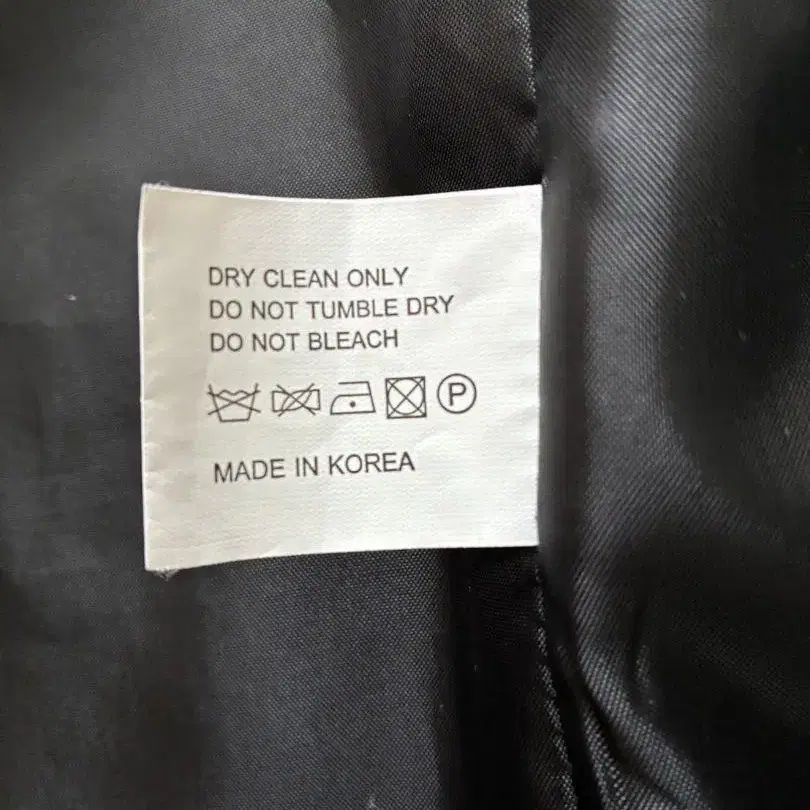 DRY CLEAN ONLY
DO NOT TUMBLE DRY
DO NOT BLEACH
P
MADE IN KOREA